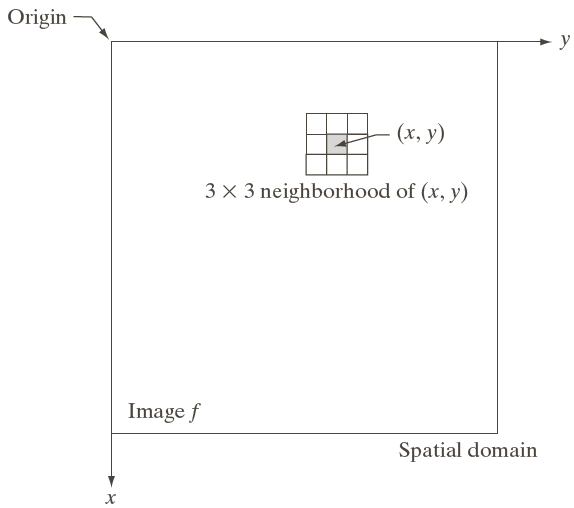 Origin
y
(x, y)
3 × 3 neighborhood of (x, y)
Image f
Spatial domain
x